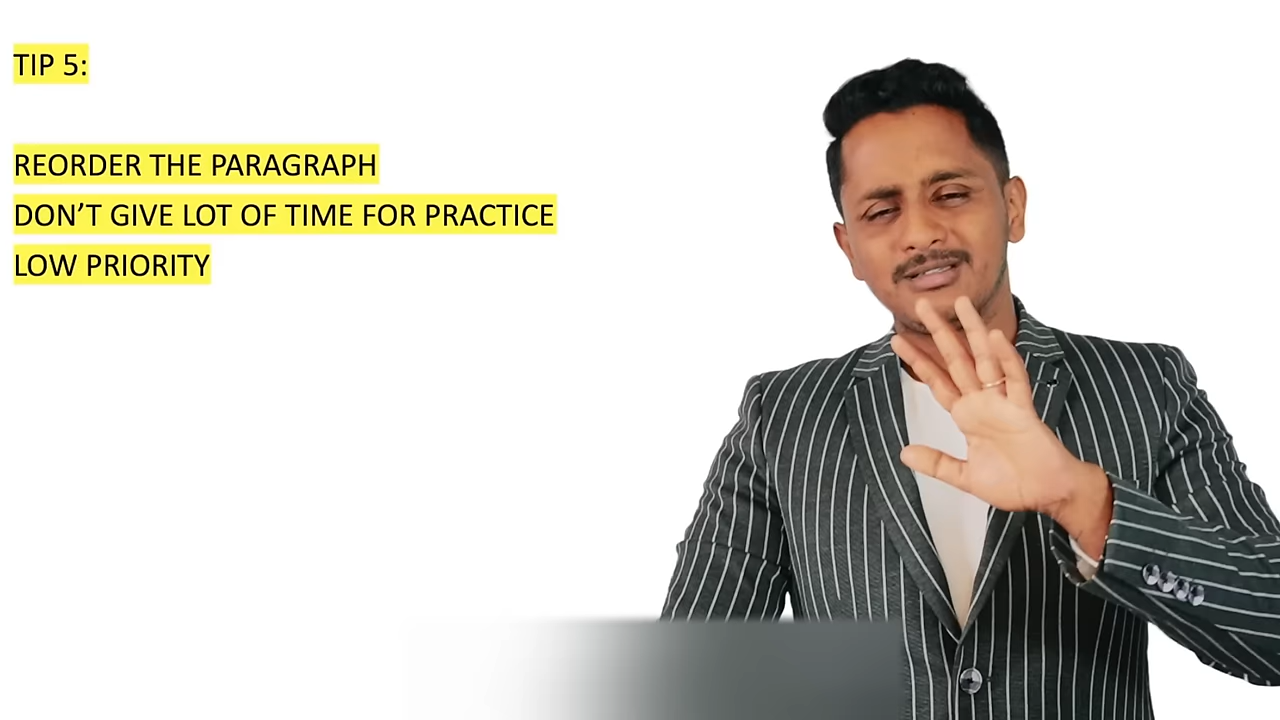 TIP 5:
REORDER THE PARAGRAPH
DON’T GIVE LOT OF TIME FOR PRACTICE
LOW PRIORITY